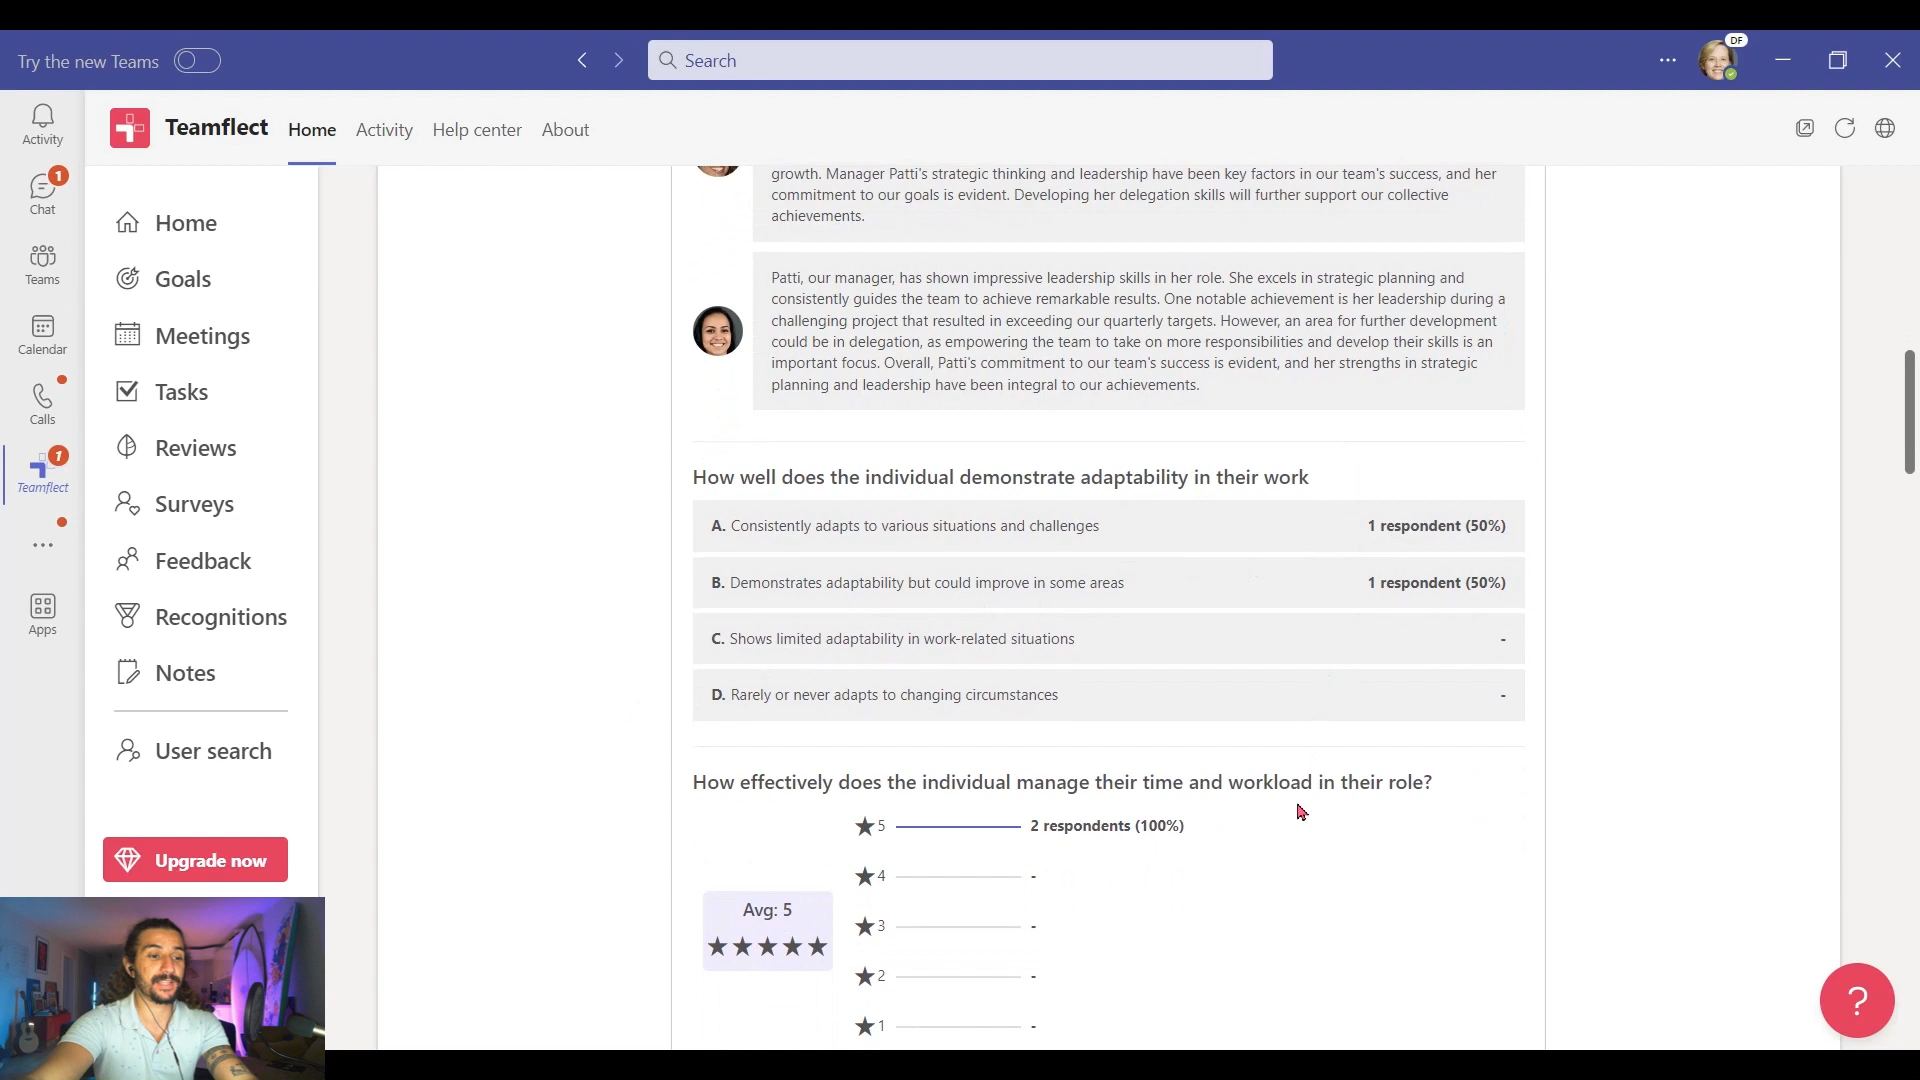 Try the new Teams
Search
DF
Activity
1
Chat
Teams
Calendar
Calls
1
Teamflect
Apps
Teamflect
Home
Activity
Help center
About
Home
Goals
Meetings
Tasks
Reviews
Surveys
Feedback
Recognitions
Notes
User search
Upgrade now
growth. Manager Patti's strategic thinking and leadership have been key factors in our team's success, and her
commitment to our goals is evident. Developing her delegation skills will further support our collective
achievements.
Patti, our manager, has shown impressive leadership skills in her role. She excels in strategic planning and
consistently guides the team to achieve remarkable results. One notable achievement is her leadership during a
challenging project that resulted in exceeding our quarterly targets. However, an area for further development
could be in delegation, as empowering the team to take on more responsibilities and develop their skills is an
important focus. Overall, Patti's commitment to our team's success is evident, and her strengths in strategic
planning and leadership have been integral to our achievements.
How well does the individual demonstrate adaptability in their work
A. Consistently adapts to various situations and challenges 1 respondent (50%)
B. Demonstrates adaptability but could improve in some areas 1 respondent (50%)
C. Shows limited adaptability in work-related situations -
D. Rarely or never adapts to changing circumstances -
How effectively does the individual manage their time and workload in their role?
★5 2 respondents (100%)
★4 -
Avg: 5
★★★★★
★3 -
★2 -
★1 -
?